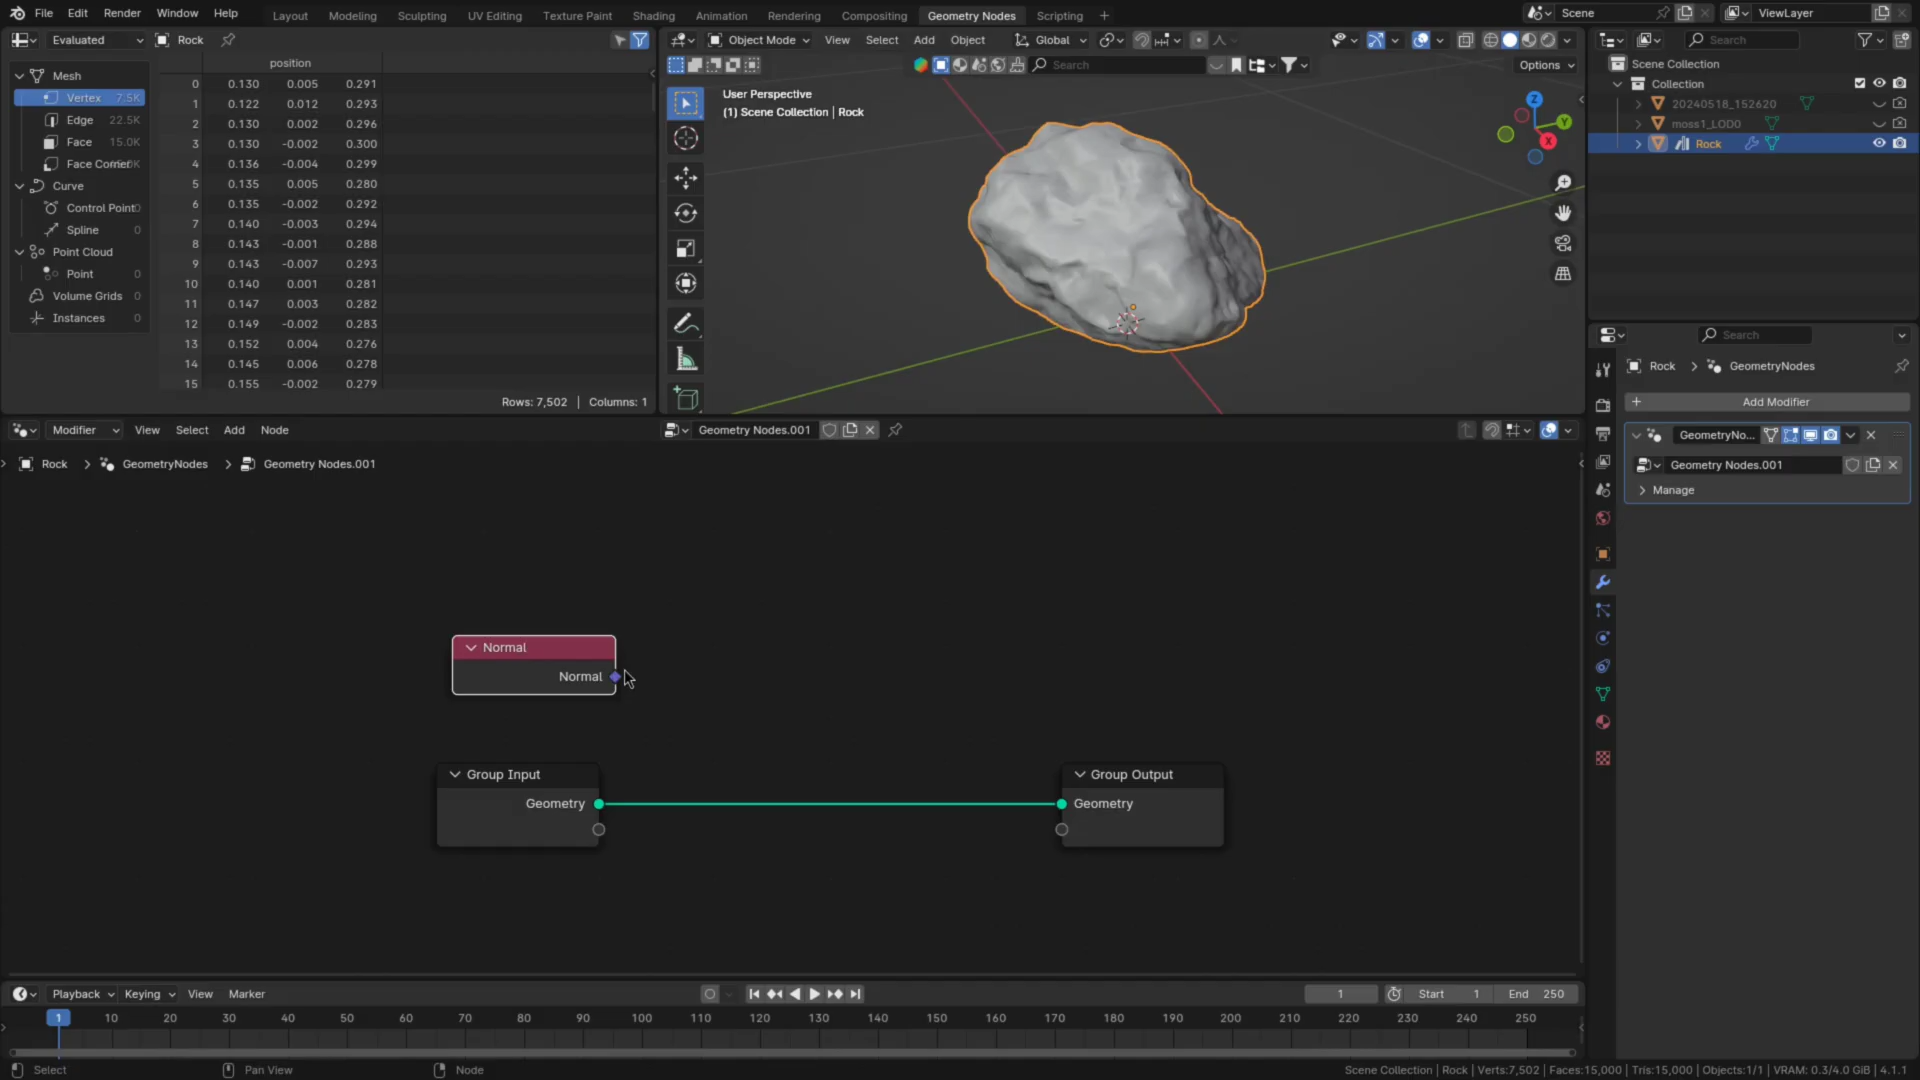 File Edit Render Window Help Layout Modeling Sculpting UV Editing Texture Paint Shading Animation Rendering Compositing Geometry Nodes Scripting + Scene ViewLayer
Evaluated Rock
Object Mode View Select Add Object Global
Search
Options
Search
position
Mesh
Vertex 7.5K
Edge 22.5K
Face 15.0K
Face Corner
Curve
Control Point 0
Spline 0
Point Cloud
Point 0
Volume Grids 0
Instances 0
0 0.130 0.005 0.291
1 0.122 0.012 0.293
2 0.130 0.002 0.296
3 0.130 -0.002 0.300
4 0.136 -0.004 0.299
5 0.135 0.005 0.280
6 0.135 -0.002 0.292
7 0.140 -0.003 0.294
8 0.143 -0.001 0.288
9 0.143 -0.007 0.293
10 0.140 0.001 0.281
11 0.147 0.003 0.282
12 0.149 -0.002 0.283
13 0.152 0.004 0.276
14 0.145 0.006 0.278
15 0.155 -0.002 0.279
Rows: 7,502 | Columns: 1
User Perspective
(1) Scene Collection | Rock
Z
Y
X
Scene Collection
Collection
20240518_152620
moss1_LOD0
Rock
Search
Rock GeometryNodes
+ Add Modifier
GeometryNo...
Geometry Nodes.001
Manage
Modifier View Select Add Node Geometry Nodes.001
Rock GeometryNodes Geometry Nodes.001
Normal
Normal
Group Input
Geometry
Group Output
Geometry
Playback Keying View Marker 1 Start 1 End 250
1 10 20 30 40 50 60 70 80 90 100 110 120 130 140 150 160 170 180 190 200 210 220 230 240 250
Select Pan View Node Scene Collection | Rock | Verts:7,502 | Faces:15,000 | Tris:15,000 | Objects:1/1 | VRAM: 0.3/4.0 GiB | 4.1.1